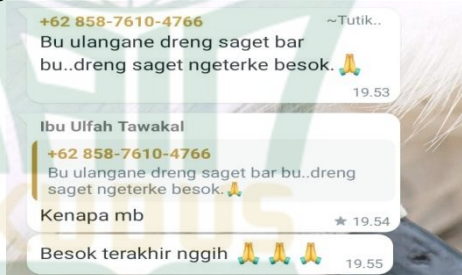 +62 858-7610-4766 ~Tutik..
Bu ulangane dreng saget bar
bu..dreng saget ngeterke besok.🙏
19.53
Ibu Ulfah Tawakal
+62 858-7610-4766
Bu ulangane dreng saget bar bu..dreng
saget ngeterke besok.🙏
Kenapa mb
★ 19.54
Besok terakhir nggih 🙏 🙏 🙏
19.55